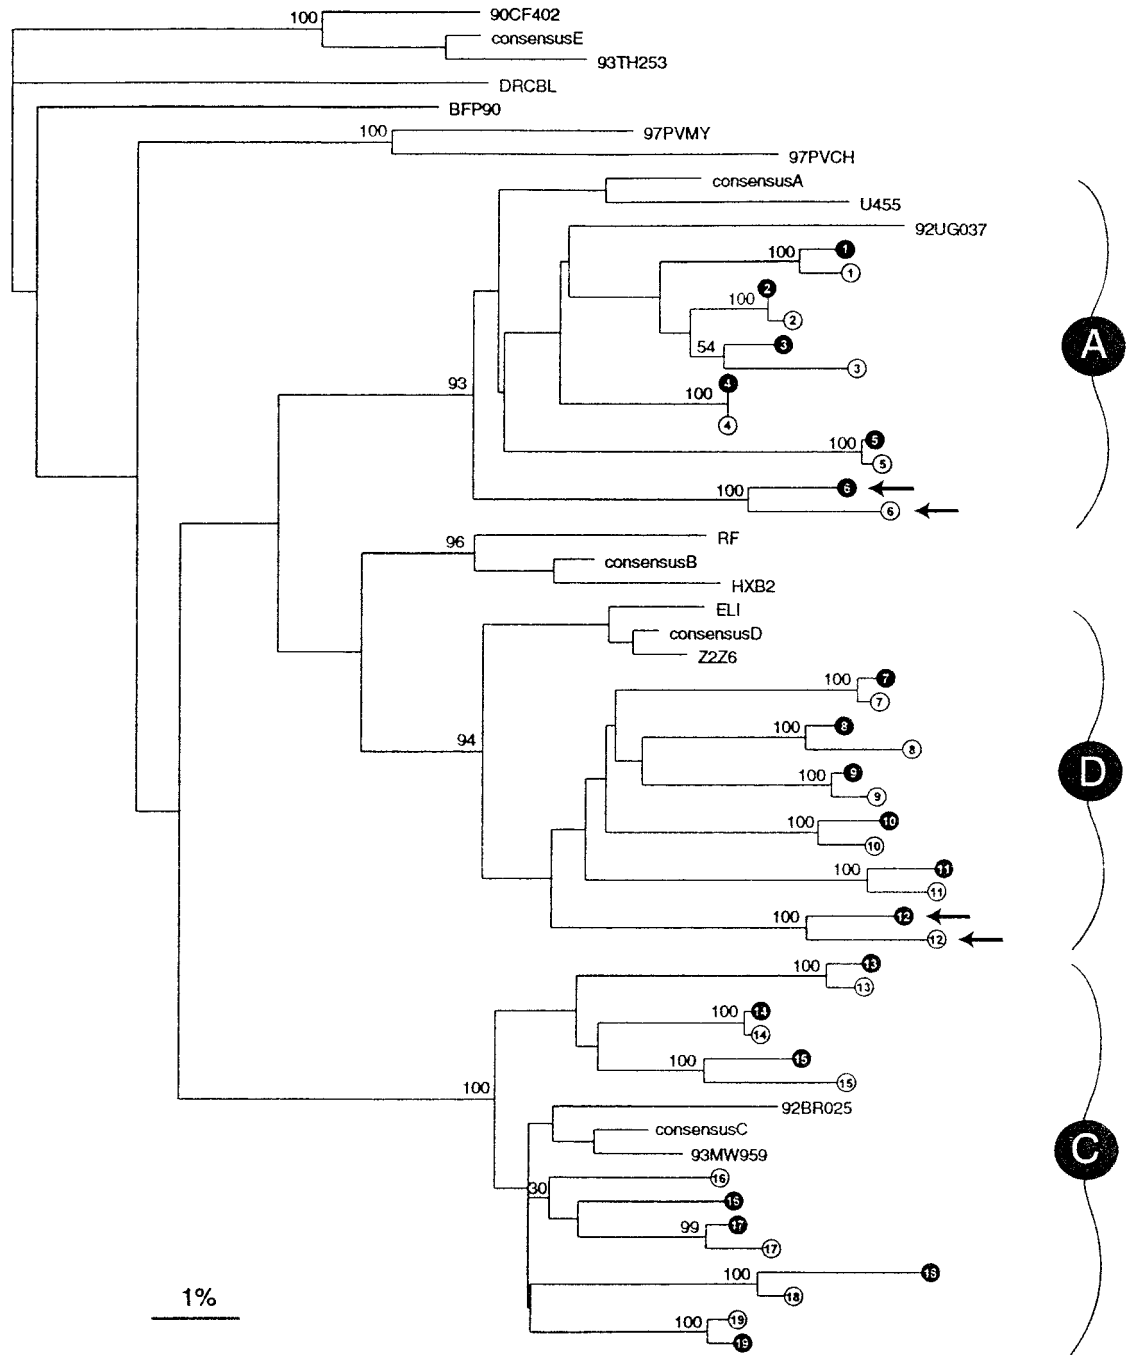 100
90CF402
consensusE
93TH253
DRCBL
BFP90
100
97PVMY
97PVCH
consensusA
U455
92UG037
100
1
1
2
100
2
54
3
3
A
93
4
100
4
100
5
5
100
6
6
96
RF
consensusB
HXB2
ELI
consensusD
Z2Z6
100
7
7
100
8
8
94
100
9
9
D
100
10
10
100
11
11
100
12
12
100
13
13
100
14
14
100
15
15
100
92BR025
consensusC
93MW959
C
30
16
16
99
17
17
100
18
18
1%
19
100
19